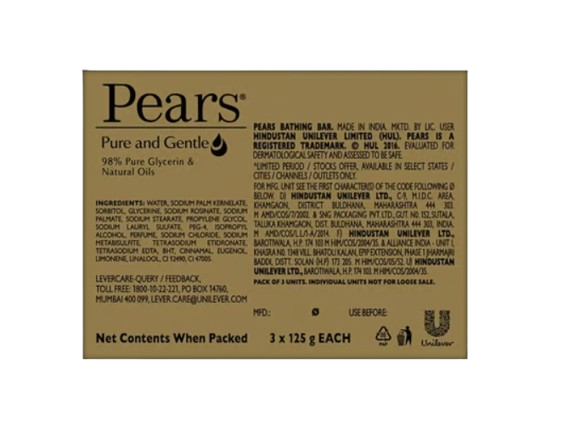 Pears®
Pure and Gentle
98% Pure Glycerin &
Natural Oils
INGREDIENTS: WATER, SODIUM PALM KERNELATE,
SORBITOL, GLYCERINE, SODIUM ROSINATE, SODIUM
PALMATE, SODIUM STEARATE, PROPYLENE GLYCOL,
SODIUM LAURYL SULFATE, PEG-4, ISOPROPYL
ALCOHOL, PERFUME, SODIUM CHLORIDE, SODIUM
METABISULFITE, TETRASODIUM ETIDRONATE,
TETRASODIUM EDTA, BHT, CINNAMAL, EUGENOL,
LIMONENE, LINALOOL, CI 12490, CI 47005.
LEVERCARE-QUERY / FEEDBACK,
TOLL FREE: 1800-10-22-221, PO BOX 14760,
MUMBAI 400 099, LEVER.CARE@UNILEVER.COM
PEARS BATHING BAR. MADE IN INDIA. MKTD. BY LIC. USER
HINDUSTAN UNILEVER LIMITED (HUL). PEARS IS A
REGISTERED TRADEMARK. © HUL 2016. EVALUATED FOR
DERMATOLOGICAL SAFETY AND ASSESSED TO BE SAFE.
*LIMITED PERIOD / STOCKS OFFER, AVAILABLE IN SELECT STATES /
CITIES / CHANNELS / OUTLETS ONLY.
FOR MFG. UNIT SEE THE FIRST CHARACTER(S) OF THE CODE FOLLOWING Ø
BELOW. D) HINDUSTAN UNILEVER LTD., C-9, M.I.D.C. AREA,
KHAMGAON, DISTRICT BULDHANA, MAHARASHTRA 444 303.
M AMD/COS/7/2002. & SNG PACKAGING PVT LTD., GUT. NO 152, SUTALA,
TALUKA KHAMGAON, DIST. BULDHANA, MAHARASHTRA 444 303, INDIA.
HINDUSTAN UNILEVER LTD.,
BAROTIWALA, H.P. 174 103 M HIM/COS/2004/35. & ALLIANCE INDIA - UNIT I,
KHASRA NO. 1348 VILL. BHATOLI KALAN, EPIP EXTENSION, PHASE 1 JHARMAJRI
BADDI, DISTT. SOLAN (H.P) 173 205. M HIM/COS/05/52. U) HINDUSTAN
UNILEVER LTD., BAROTIWALA, H.P. 174 103. M HIM/COS/2004/35.
PACK OF 3 UNITS. INDIVIDUAL UNITS NOT FOR LOOSE SALE.
MFD.: Ø USE BEFORE:
Net Contents When Packed 3 x 125 g EACH
Unilever